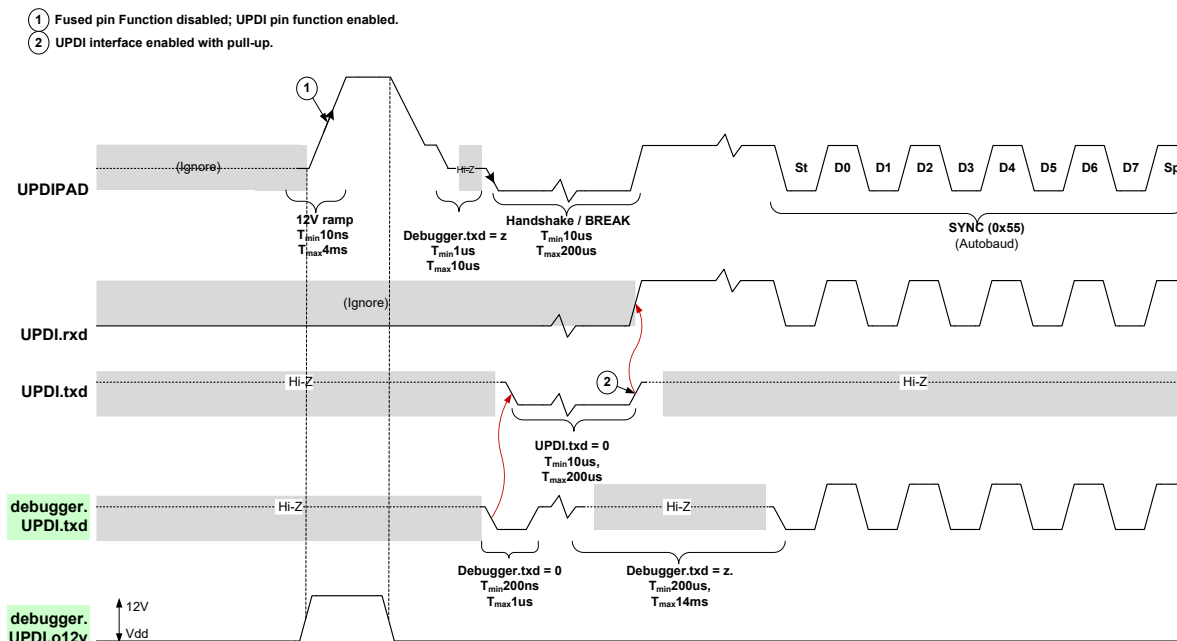 1 Fused pin Function disabled; UPDI pin function enabled.
2 UPDI interface enabled with pull-up.
1
(Ignore)
Hi-Z
UPDIPAD
St D0 D1 D2 D3 D4 D5 D6 D7 Sp
12V ramp
Tmin10ns
Tmax4ms
Debugger.txd = z
Tmin1us
Tmax10us
Handshake / BREAK
Tmin10us
Tmax200us
SYNC (0x55)
(Autobaud)
(Ignore)
UPDI.rxd
Hi-Z
2
Hi-Z
UPDI.txd
UPDI.txd = 0
Tmin10us,
Tmax200us
debugger.
UPDI.txd
Hi-Z
Hi-Z
Debugger.txd = 0
Tmin200ns
Tmax1us
Debugger.txd = z.
Tmin200us,
Tmax14ms
12V
Vdd
debugger.
UPDI.o12v